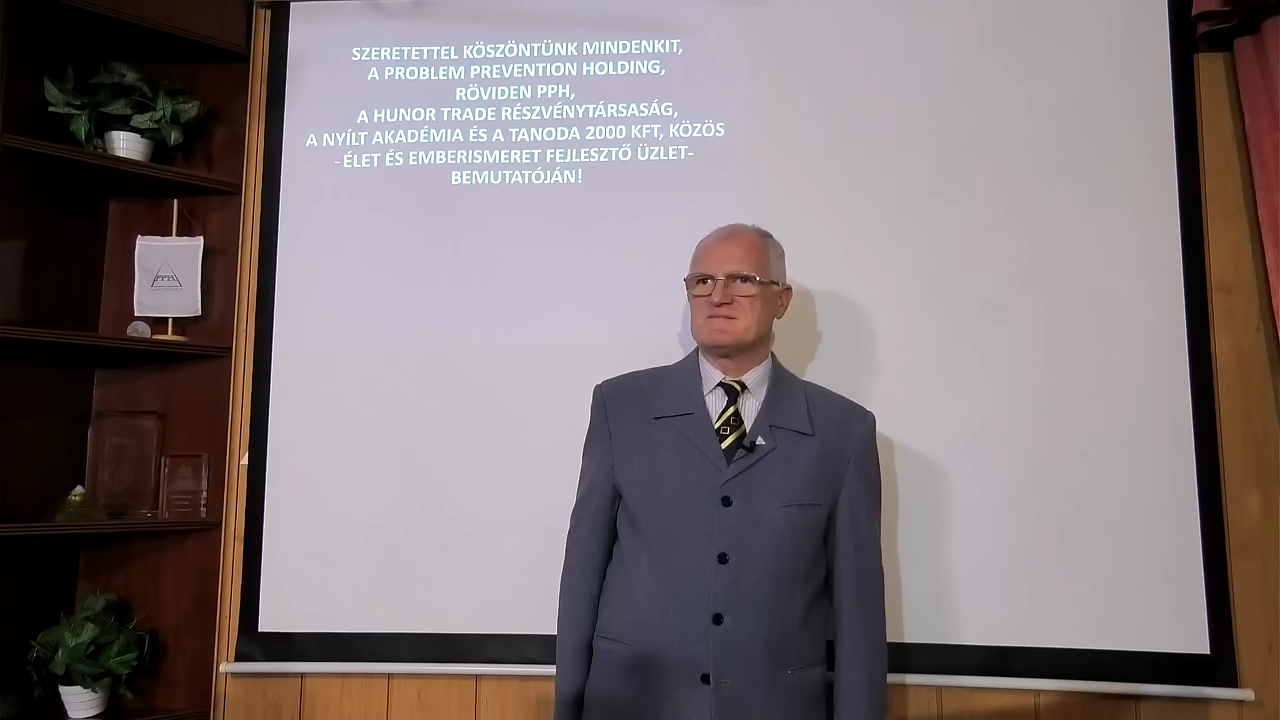 SZERETETTEL KÖSZÖNTÜNK MINDENKIT,
A PROBLEM PREVENTION HOLDING,
RÖVIDEN PPH,
A HUNOR TRADE RÉSZVÉNYTÁRSASÁG,
A NYÍLT AKADÉMIA ÉS A TANODA 2000 KFT, KÖZÖS
-ÉLET ÉS EMBERISMERET FEJLESZTŐ ÜZLET-
BEMUTATÓJÁN!
PPH